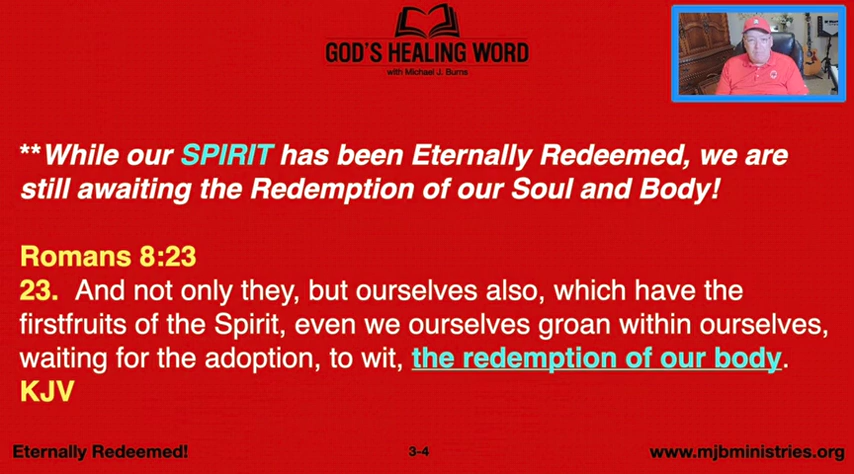 GOD'S HEALING WORD
with Michael J. Burns
**While our SPIRIT has been Eternally Redeemed, we are
still awaiting the Redemption of our Soul and Body!
Romans 8:23
23. And not only they, but ourselves also, which have the
firstfruits of the Spirit, even we ourselves groan within ourselves,
waiting for the adoption, to wit, the redemption of our body.
KJV
Eternally Redeemed!
3-4
www.mjbministries.org